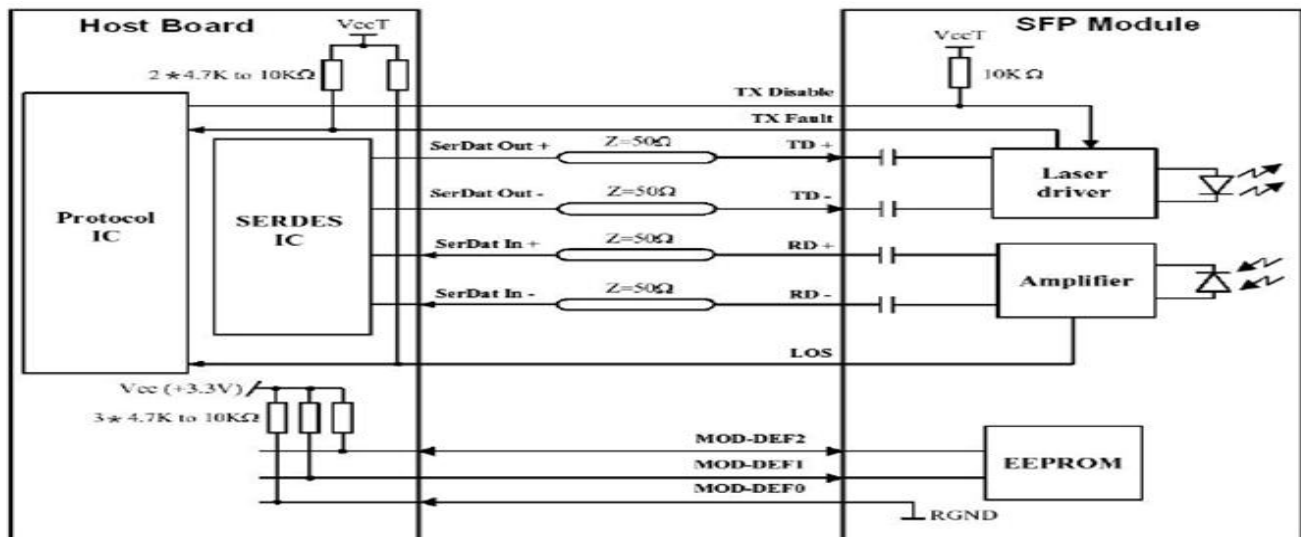 Host Board
SFP Module
VccT
2*4.7K to 10KΩ
VccT
10KΩ
TX Disable
TX Fault
SerDat Out +
Z=50Ω
TD +
SerDat Out -
Z=50Ω
TD -
SerDat In +
Z=50Ω
RD +
SerDat In -
Z=50Ω
RD -
Protocol
IC
SERDES
IC
Laser
driver
Amplifier
LOS
Vcc (+3.3V)
3*4.7K to 10KΩ
MOD-DEF2
MOD-DEF1
MOD-DEF0
EEPROM
RGND